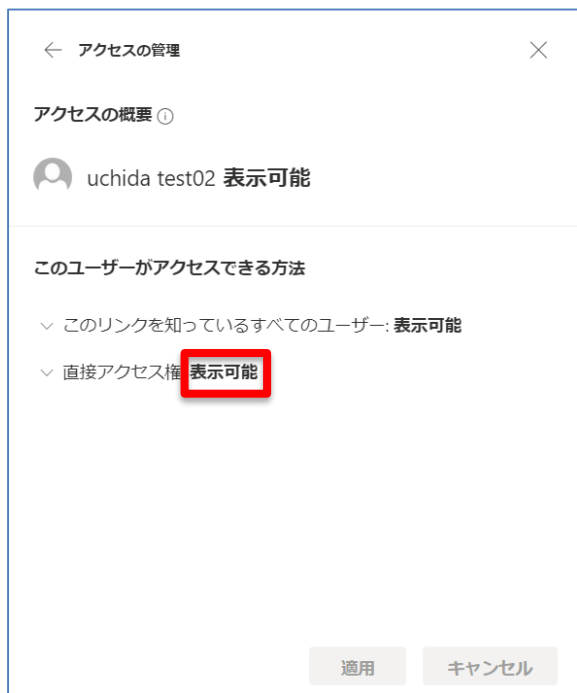 アクセスの管理
アクセスの概要
uchida test02 表示可能
このユーザーがアクセスできる方法
このリンクを知っているすべてのユーザー: 表示可能
直接アクセス権 表示可能
適用 キャンセル